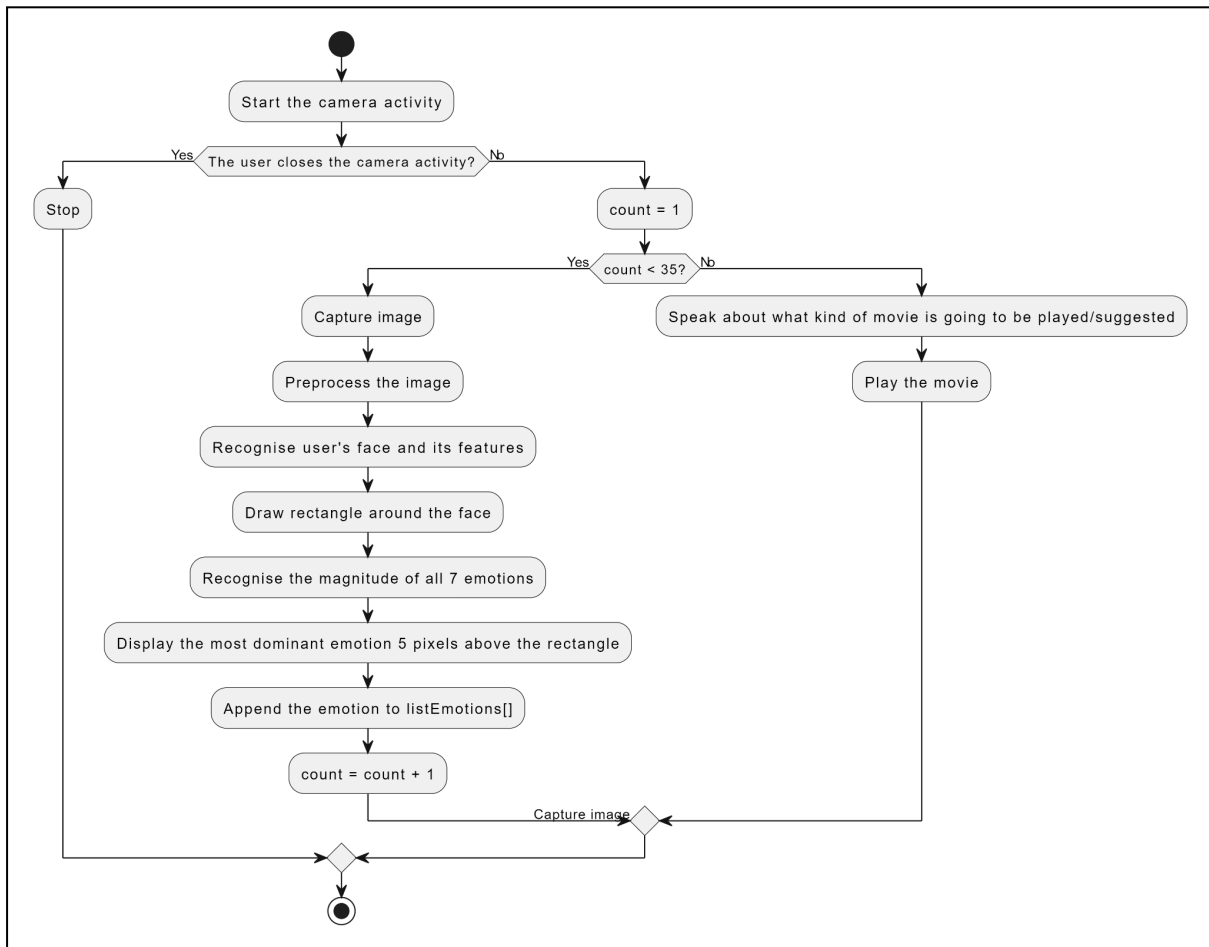 Start the camera activity
Yes
The user closes the camera activity?
No
Stop
count = 1
Yes
count < 35?
No
Capture image
Speak about what kind of movie is going to be played/suggested
Preprocess the image
Play the movie
Recognise user's face and its features
Draw rectangle around the face
Recognise the magnitude of all 7 emotions
Display the most dominant emotion 5 pixels above the rectangle
Append the emotion to listEmotions[]
count = count + 1
Capture image